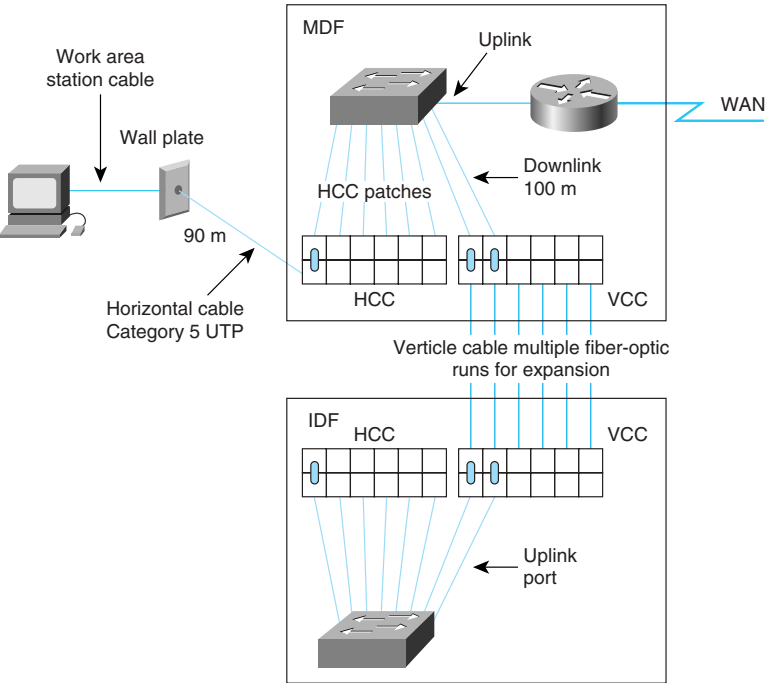 MDF
Uplink
Work area
station cable
WAN
Wall plate
Downlink
100 m
HCC patches
90 m
HCC
VCC
Horizontal cable
Category 5 UTP
Verticle cable multiple fiber-optic
runs for expansion
IDF
HCC
VCC
Uplink
port